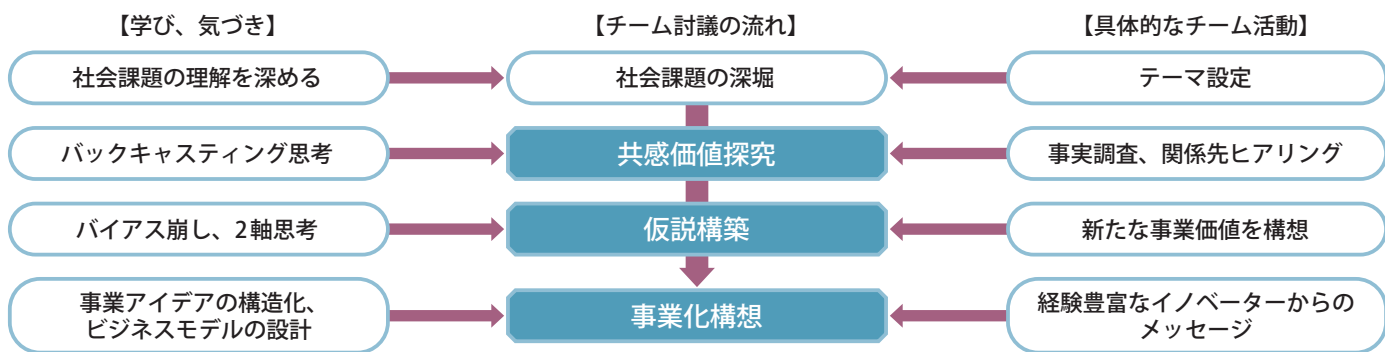 【学び、気づき】
【チーム討議の流れ】
【具体的なチーム活動】
社会課題の理解を深める
社会課題の深堀
テーマ設定
バックキャスティング思考
共感価値探究
事実調査、関係先ヒアリング
バイアス崩し、2軸思考
仮説構築
新たな事業価値を構想
事業アイデアの構造化、
ビジネスモデルの設計
事業化構想
経験豊富なイノベーターからの
メッセージ